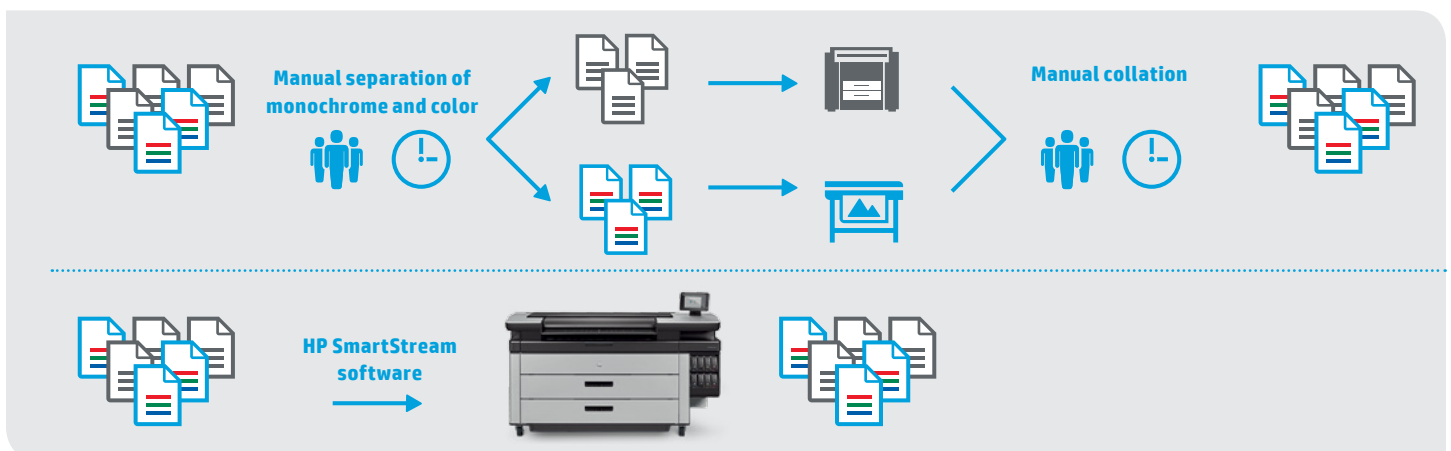 Manual separation of
monochrome and color
Manual collation
HP SmartStream
software